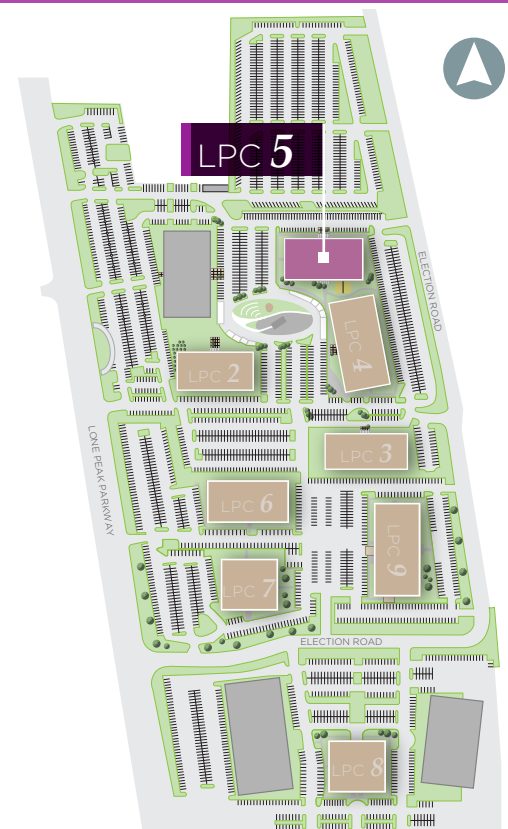 LPC 5
ELECTION ROAD
LPC 4
LPC 2
LONE PEAK PARKWAY
LPC 3
LPC 6
LPC 9
LPC 7
ELECTION ROAD
LPC 8